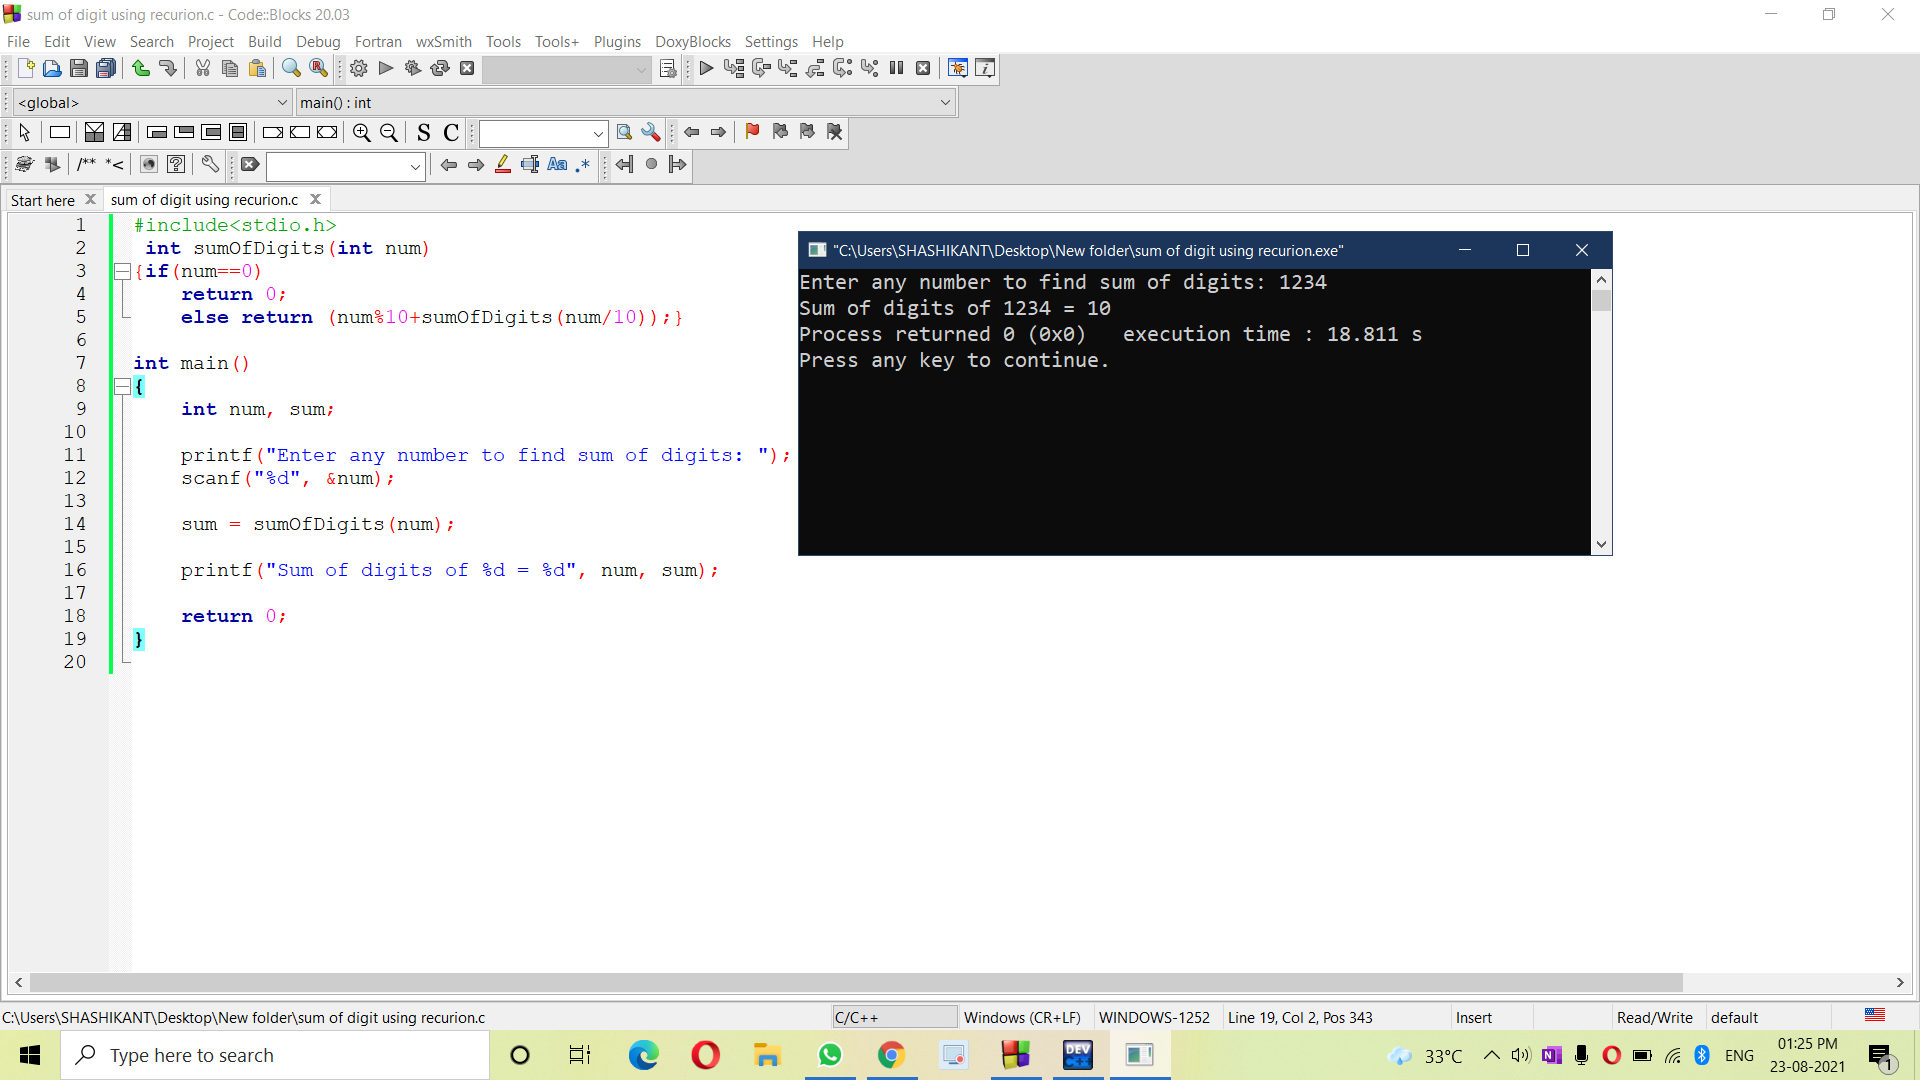 sum of digit using recurion.c - Code::Blocks 20.03
File Edit View Search Project Build Debug Fortran wxSmith Tools Tools+ Plugins DoxyBlocks Settings Help
<global> main() : int
S C
/** *<
Aa .*
Start here sum of digit using recurion.c
1 #include<stdio.h>
2 int sumOfDigits(int num)
3 {if(num==0)
4 return 0;
5 else return (num%10+sumOfDigits(num/10));}
6
7 int main()
8 {
9 int num, sum;
10
11 printf("Enter any number to find sum of digits: ");
12 scanf("%d", &num);
13
14 sum = sumOfDigits(num);
15
16 printf("Sum of digits of %d = %d", num, sum);
17
18 return 0;
19 }
20
"C:\Users\SHASHIKANT\Desktop\New folder\sum of digit using recurion.exe"
Enter any number to find sum of digits: 1234
Sum of digits of 1234 = 10
Process returned 0 (0x0) execution time : 18.811 s
Press any key to continue.
C:\Users\SHASHIKANT\Desktop\New folder\sum of digit using recurion.c C/C++ Windows (CR+LF) WINDOWS-1252 Line 19, Col 2, Pos 343 Insert Read/Write default
Type here to search
DEV C++
33°C ENG 01:25 PM
23-08-2021
1